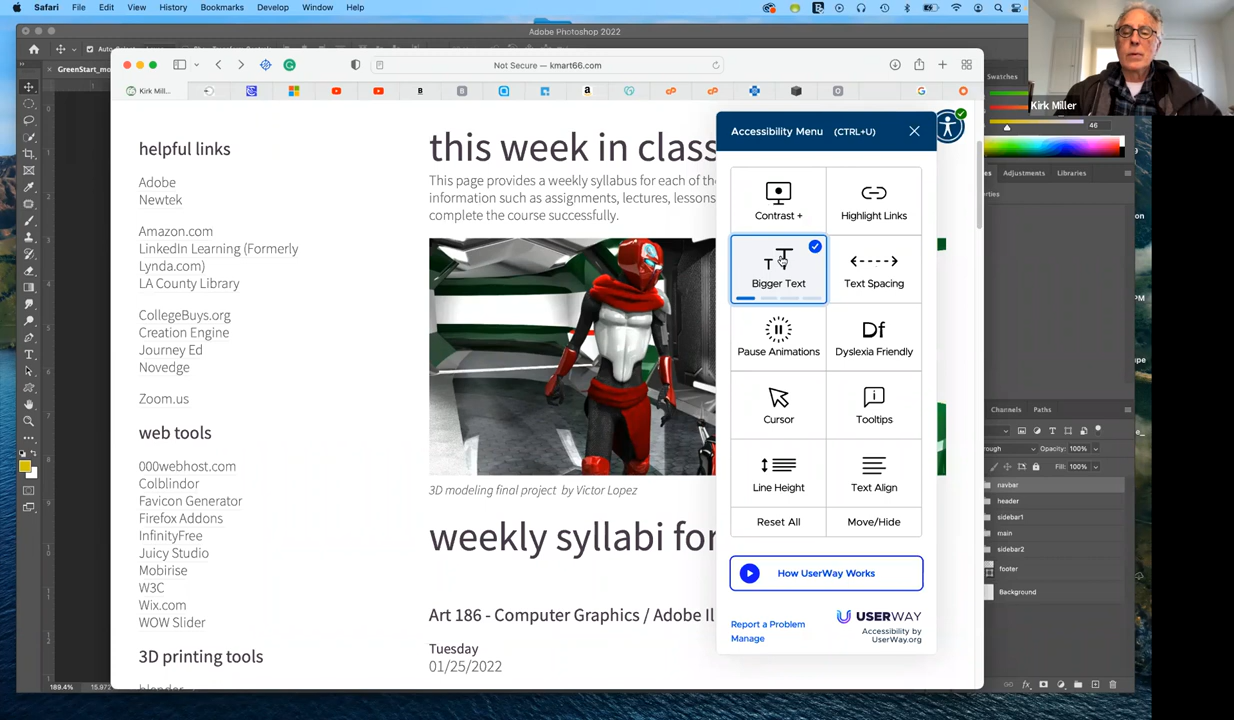 Safari File Edit View History Bookmarks Develop Window Help
Adobe Photoshop 2022
Kirk Miller
Not Secure — kmart66.com
Kirk Mill...
Swatches
46
Adjustments Libraries
helpful links
Adobe
Newtek
Amazon.com
LinkedIn Learning (Formerly
Lynda.com)
LA County Library
CollegeBuys.org
Creation Engine
Journey Ed
Novedge
Zoom.us
web tools
000webhost.com
Colblindor
Favicon Generator
Firefox Addons
InfinityFree
Juicy Studio
Mobirise
W3C
Wix.com
WOW Slider
3D printing tools
this week in class
This page provides a weekly syllabus for each of the
information such as assignments, lectures, lessons
complete the course successfully.
3D modeling final project by Victor Lopez
weekly syllabi for
Art 186 - Computer Graphics / Adobe Il
Tuesday
01/25/2022
Accessibility Menu (CTRL+U)
Contrast +
Highlight Links
Bigger Text
Text Spacing
Pause Animations
Df
Dyslexia Friendly
Cursor
Tooltips
Line Height
Text Align
Reset All
Move/Hide
How UserWay Works
Report a Problem
Manage
USERWAY
Accessibility by
UserWay.org
Channels Paths
Opacity: 100%
Fill: 100%
navbar
header
sidebar1
main
sidebar2
footer
Background
189.4%